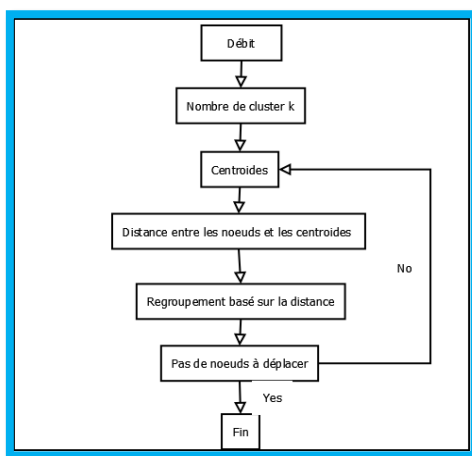 Débit
Nombre de cluster k
Centroides
Distance entre les noeuds et les centroides
No
Regroupement basé sur la distance
Pas de noeuds à déplacer
Yes
Fin